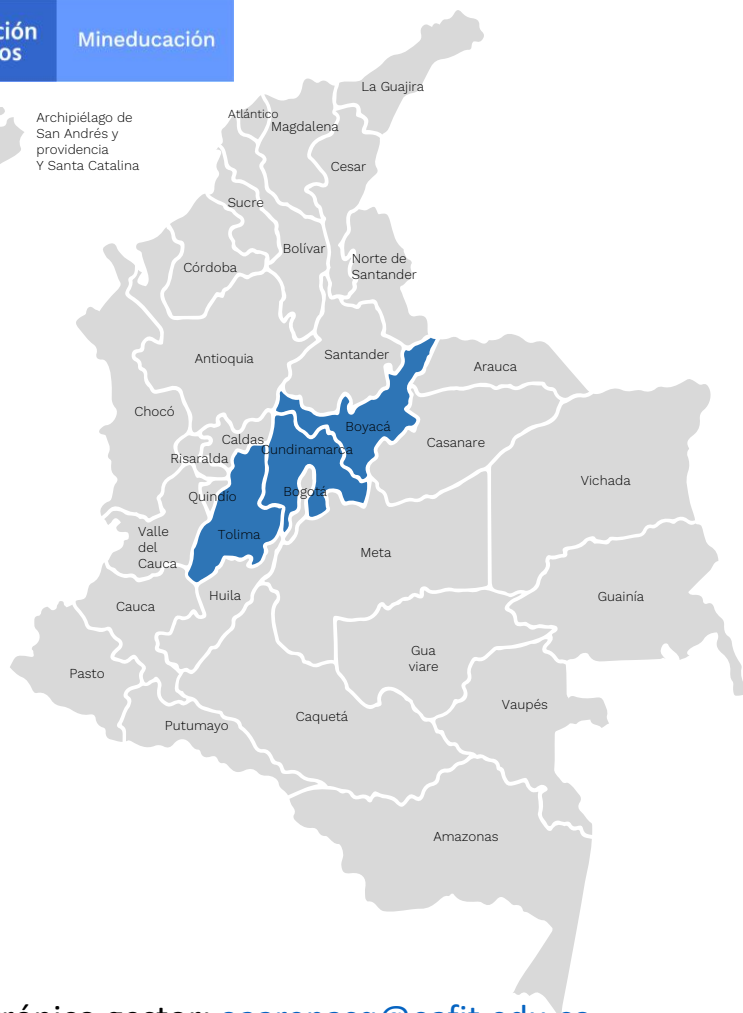 Mineducación
La Guajira
Archipiélago de
San Andrés y
providencia
Y Santa Catalina
Atlántico
Magdalena
Cesar
Sucre
Bolívar
Córdoba
Norte de
Santander
Santander
Antioquia
Arauca
Chocó
Boyacá
Caldas
Cundinamarca
Casanare
Risaralda
Vichada
Quindío
Bogotá
Tolima
Valle
del
Cauca
Meta
Huila
Guainía
Cauca
Gua
viare
Pasto
Vaupés
Caquetá
Putumayo
Amazonas